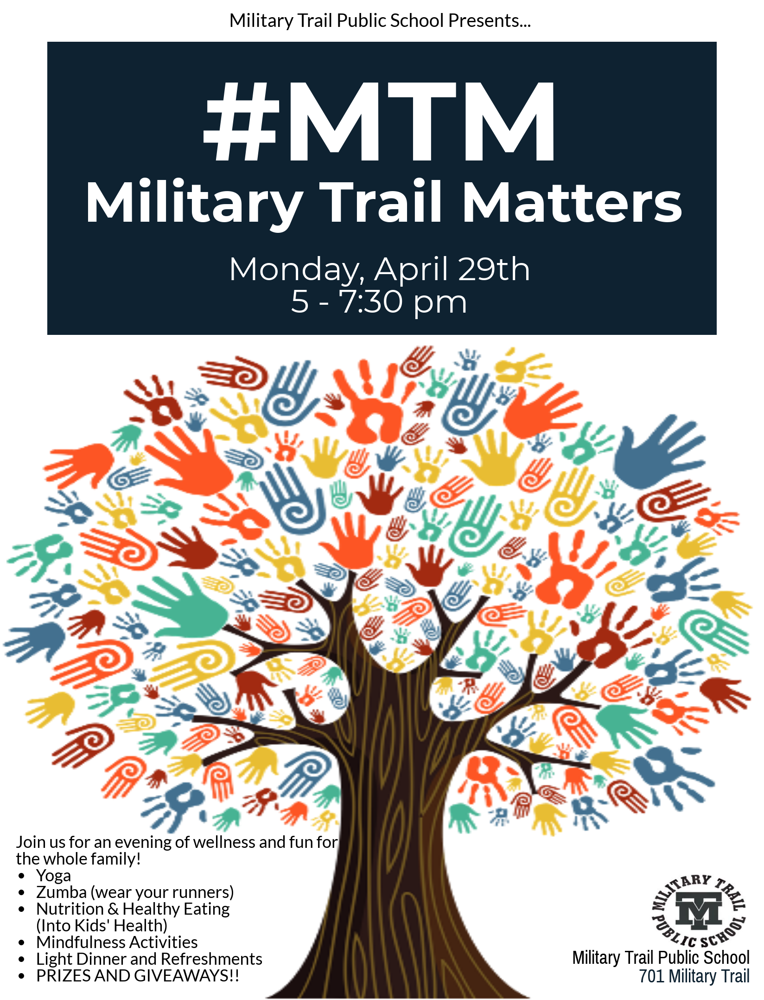 Military Trail Public School Presents...
#MTM
Military Trail Matters
Monday, April 29th
5 - 7:30 pm
Join us for an evening of wellness and fun for
the whole family!
• Yoga
• Zumba (wear your runners)
• Nutrition & Healthy Eating
(Into Kids' Health)
• Mindfulness Activities
• Light Dinner and Refreshments
• PRIZES AND GIVEAWAYS!!
MILITARY TRAIL
MT
PUBLIC SCHOOL
Military Trail Public School
701 Military Trail